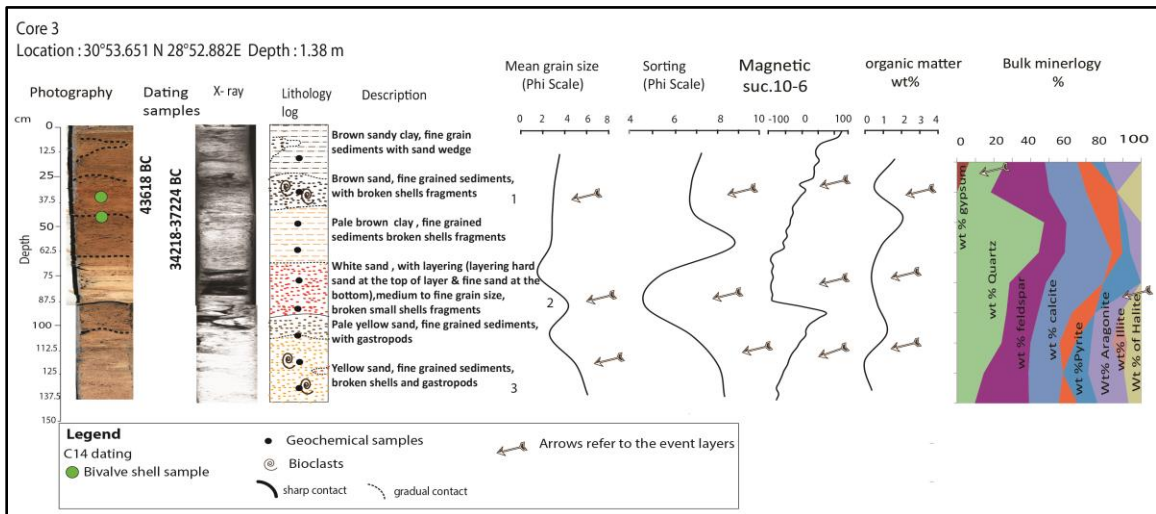 Core 3
Location : 30°53.651 N 28°52.882E Depth : 1.38 m
Photography
Dating
samples
X- ray
Lithology
log
Description
Mean grain size
(Phi Scale)
Sorting
(Phi Scale)
Magnetic
suc.10-6
organic matter
wt%
Bulk minerlogy
%
cm
0 2 4 6 8
4 6 8 10
-100 0 100
0 1 2 3 4
0 20 40 60 80 100
Depth
0
12.5
25
37.5
50
62.5
75
87.5
100
112.5
125
137.5
150
43618 BC
34218-37224 BC
Brown sandy clay, fine grain
sediments with sand wedge
Brown sand, fine grained sediments,
with broken shells fragments
1
Pale brown clay , fine grained
sediments broken shells fragments
White sand , with layering (layering hard
sand at the top of layer & fine sand at the
bottom),medium to fine grain size,
broken small shells fragments
2
Pale yellow sand, fine grained sediments,
with gastropods
Yellow sand, fine grained sediments,
broken shells and gastropods
3
wt % gypsum
wt % Quartz
wt % feldspar
wt % calcite
wt %Pyrite
Wt% Aragonite
wt% Illite
Wt % of Halite
Legend
C14 dating
Bivalve shell sample
Geochemical samples
Bioclasts
sharp contact
gradual contact
Arrows refer to the event layers